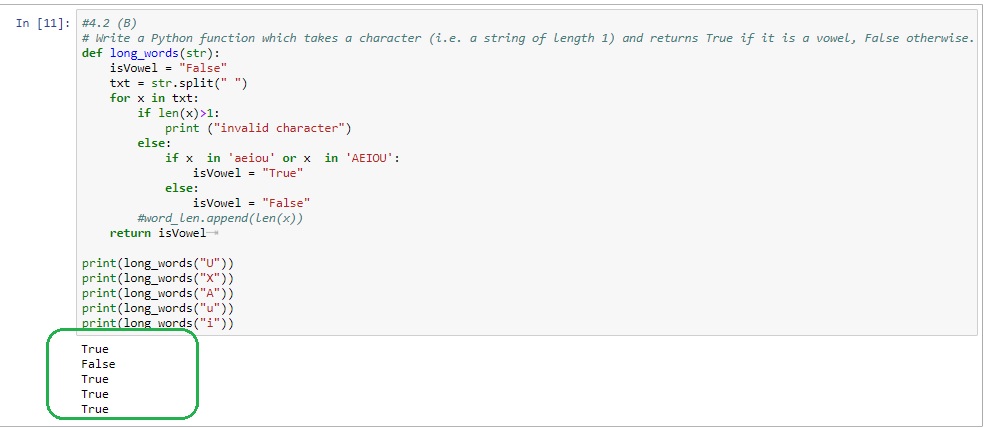 In [11]: #4.2 (B)
# Write a Python function which takes a character (i.e. a string of length 1) and returns True if it is a vowel, False otherwise.
def long_words(str):
    isVowel = "False"
    txt = str.split(" ")
    for x in txt:
        if len(x)>1:
            print ("invalid character")
        else:
            if x  in 'aeiou' or x  in 'AEIOU':
                isVowel = "True"
            else:
                isVowel = "False"
        #word_len.append(len(x))
    return isVowel⇥

print(long_words("U"))
print(long_words("X"))
print(long_words("A"))
print(long_words("u"))
print(long_words("i"))
True
False
True
True
True